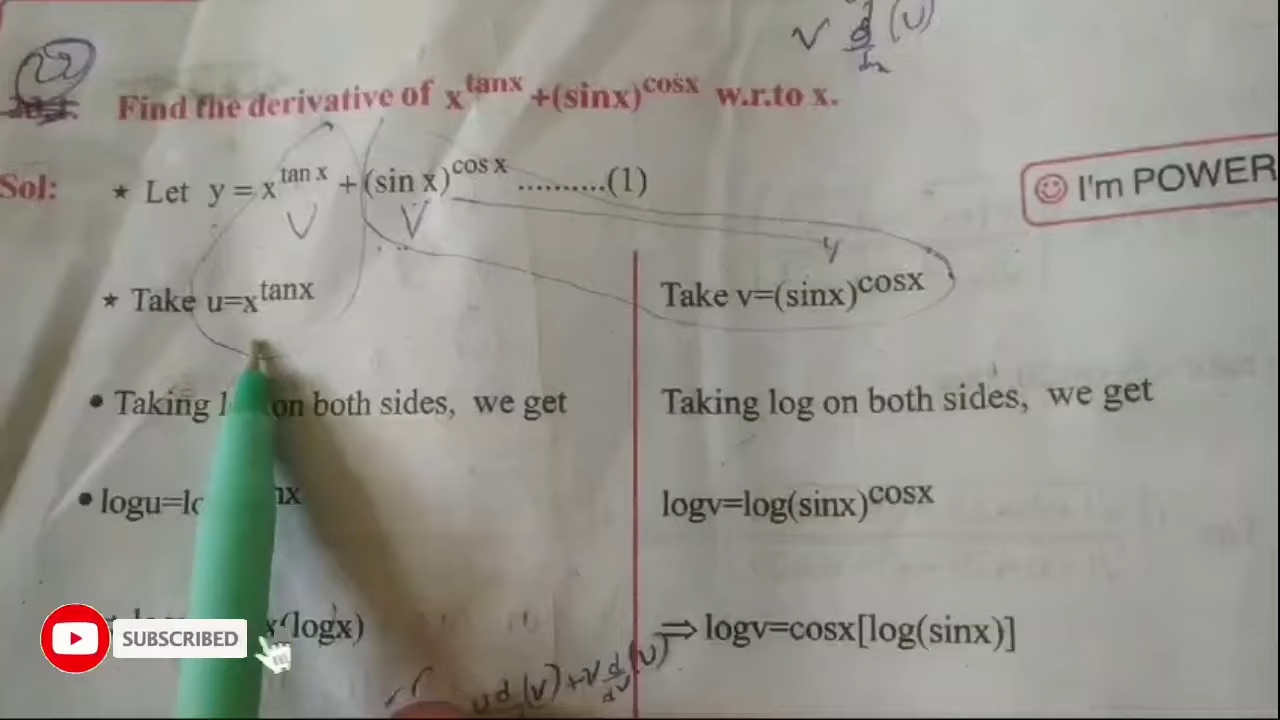 V d/dx (U)
Find the derivative of x^tanx +(sinx)^cosx w.r.to x.
Sol: ★ Let y = x^tan x + (sin x)^cos x ..........(1)
I'm POWER
U V
★ Take u=x^tanx
Take v=(sinx)^cosx
• Taking on both sides, we get
Taking log on both sides, we get
• logu=
logv=log(sinx)^cosx
(logx)
⇒ logv=cosx[log(sinx)]
SUBSCRIBED
u d (v) + v d/dv (u)